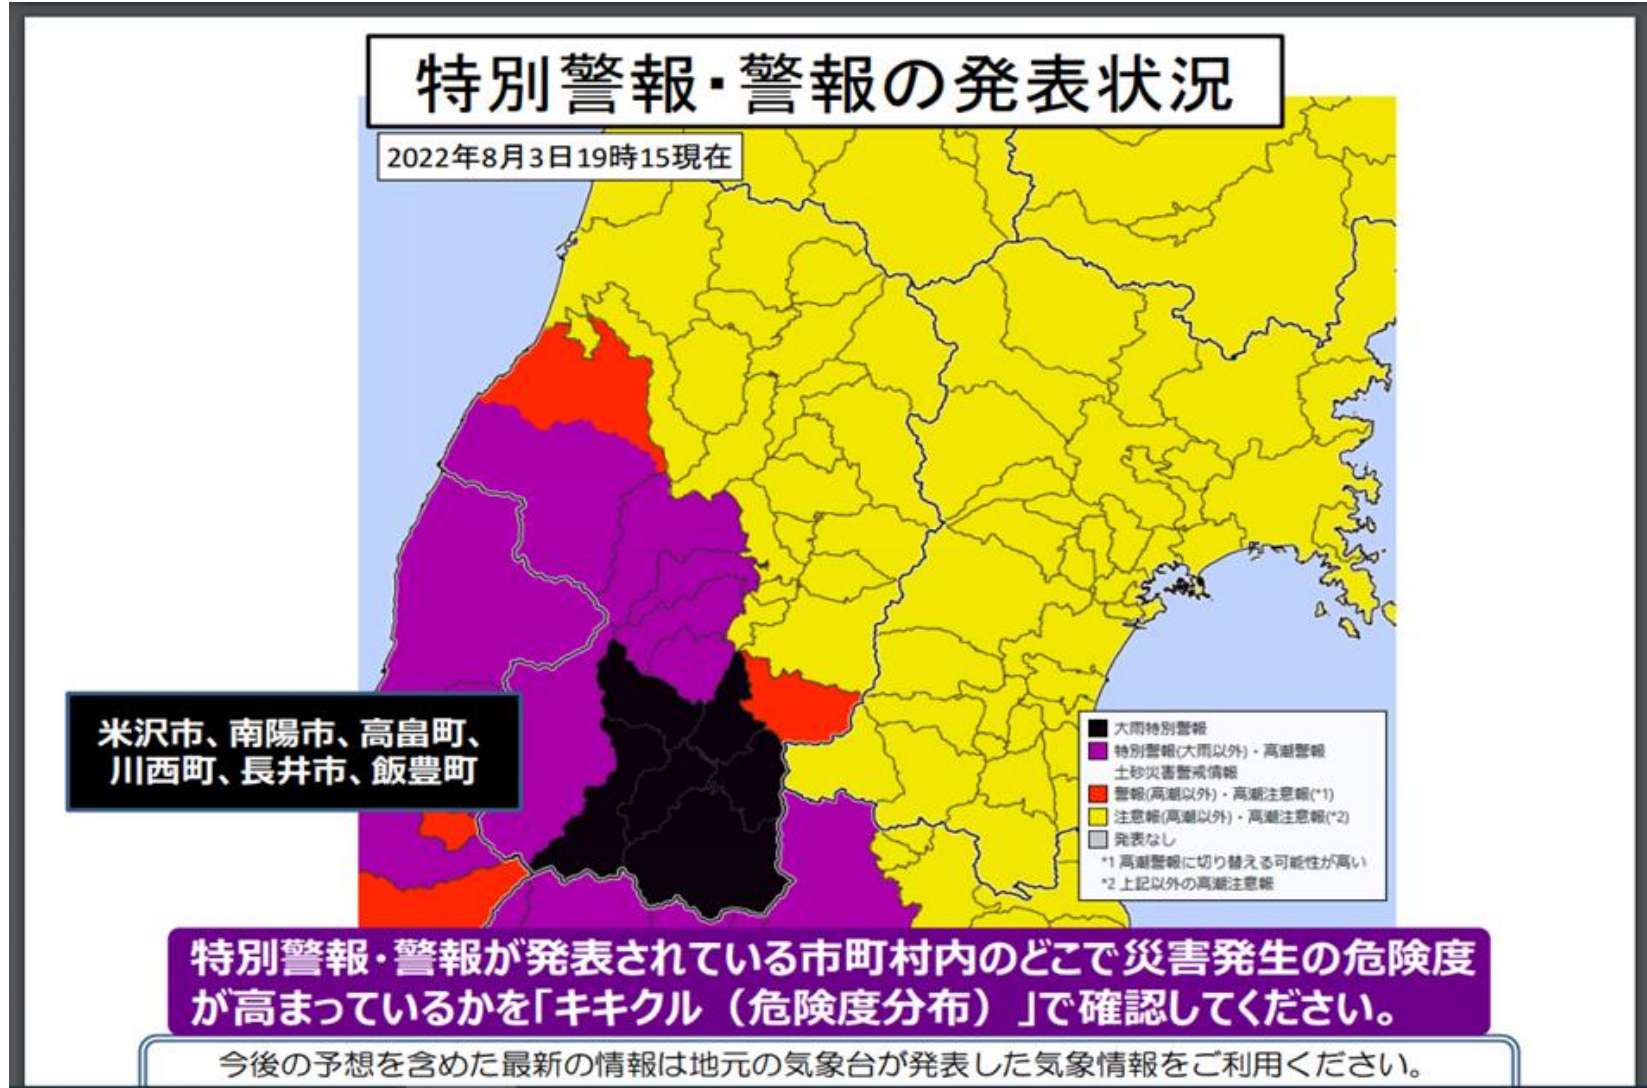 特別警報・警報の発表状況
2022年8月3日19時15現在
米沢市、南陽市、高畠町、
川西町、長井市、飯豊町
大雨特別警報
特別警報(大雨以外)・高潮警報
土砂災害警戒情報
警報(高潮以外)・高潮注意報(*1)
注意報(高潮以外)・高潮注意報(*2)
発表なし
*1 高潮警報に切り替える可能性が高い
*2 上記以外の高潮注意報
特別警報・警報が発表されている市町村内のどこで災害発生の危険度
が高まっているかを「キキクル（危険度分布）」で確認してください。
今後の予想を含めた最新の情報は地元の気象台が発表した気象情報をご利用ください。